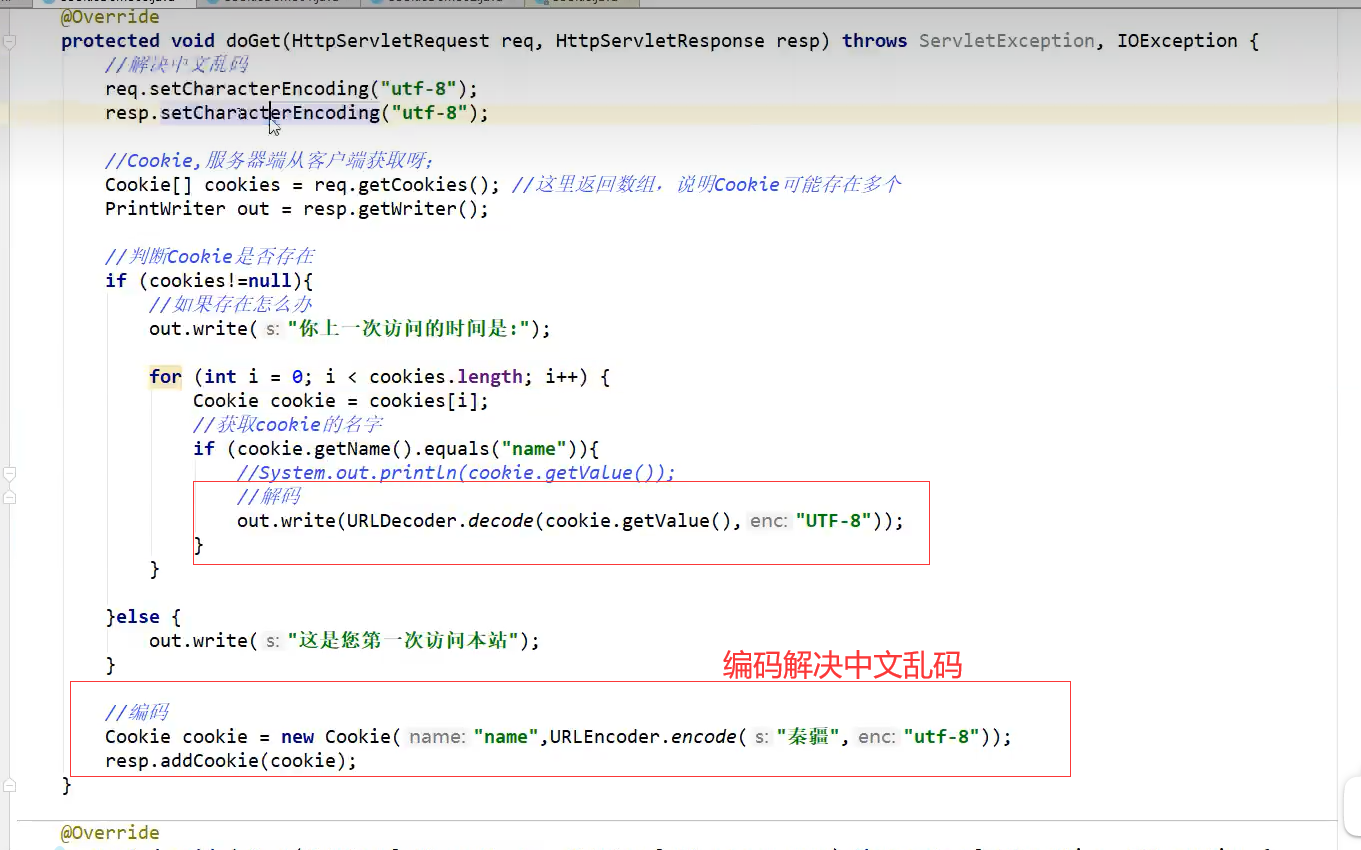 @Override
protected void doGet(HttpServletRequest req, HttpServletResponse resp) throws ServletException, IOException {
//解决中文乱码
req.setCharacterEncoding("utf-8");
resp.setCharacterEncoding("utf-8");
//Cookie,服务器端从客户端获取呀;
Cookie[] cookies = req.getCookies(); //这里返回数组，说明Cookie可能存在多个
PrintWriter out = resp.getWriter();
//判断Cookie是否存在
if (cookies!=null){
//如果存在怎么办
out.write( s: "你上一次访问的时间是:");
for (int i = 0; i < cookies.length; i++) {
Cookie cookie = cookies[i];
//获取cookie的名字
if (cookie.getName().equals("name")){
//System.out.println(cookie.getValue());
//解码
out.write(URLDecoder.decode(cookie.getValue(), enc: "UTF-8"));
}
}
}else {
out.write( s: "这是您第一次访问本站");
}
编码解决中文乱码
//编码
Cookie cookie = new Cookie( name: "name",URLEncoder.encode( s: "秦疆", enc: "utf-8"));
resp.addCookie(cookie);
}
@Override